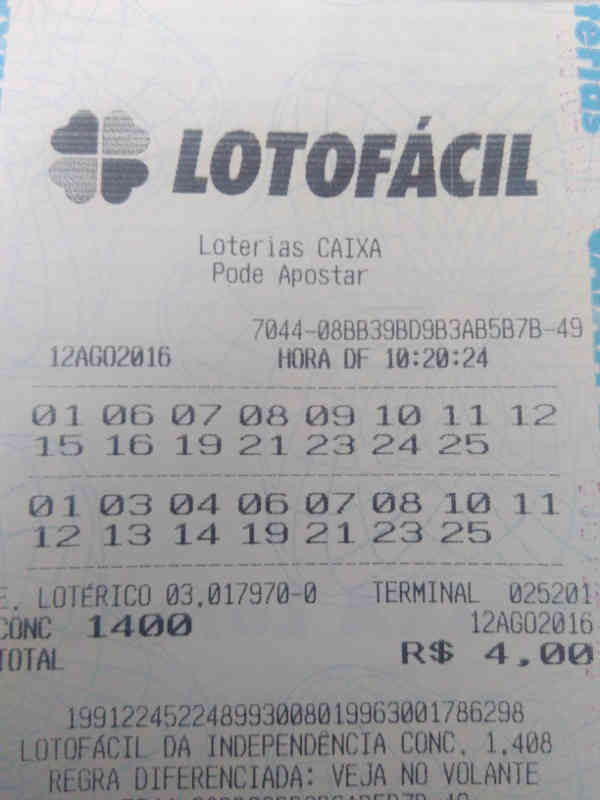 LOTOFÁCIL
Loterias CAIXA
Pode Apostar
7044-08BB39BD9B3AB5B7B-49
12AGO2016 HORA DF 10:20:24
01 06 07 08 09 10 11 12
15 16 19 21 23 24 25
01 03 04 06 07 08 10 11
12 13 14 19 21 23 25
E. LOTÉRICO 03.017970-0 TERMINAL 025201
CONC 1400 12AGO2016
TOTAL R$ 4,00
199122452248993008019963001786298
LOTOFÁCIL DA INDEPENDÊNCIA CONC. 1.408
REGRA DIFERENCIADA: VEJA NO VOLANTE